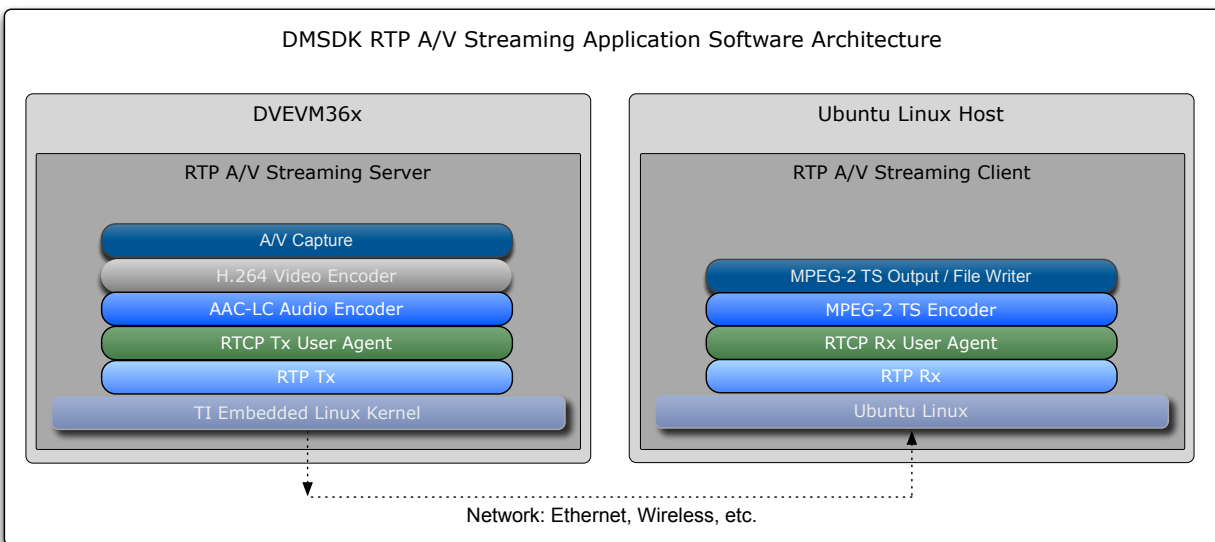 DMSDK RTP A/V Streaming Application Software Architecture
DVEVM36x
RTP A/V Streaming Server
A/V Capture
H.264 Video Encoder
AAC-LC Audio Encoder
RTCP Tx User Agent
RTP Tx
TI Embedded Linux Kernel
Ubuntu Linux Host
RTP A/V Streaming Client
MPEG-2 TS Output / File Writer
MPEG-2 TS Encoder
RTCP Rx User Agent
RTP Rx
Ubuntu Linux
Network: Ethernet, Wireless, etc.